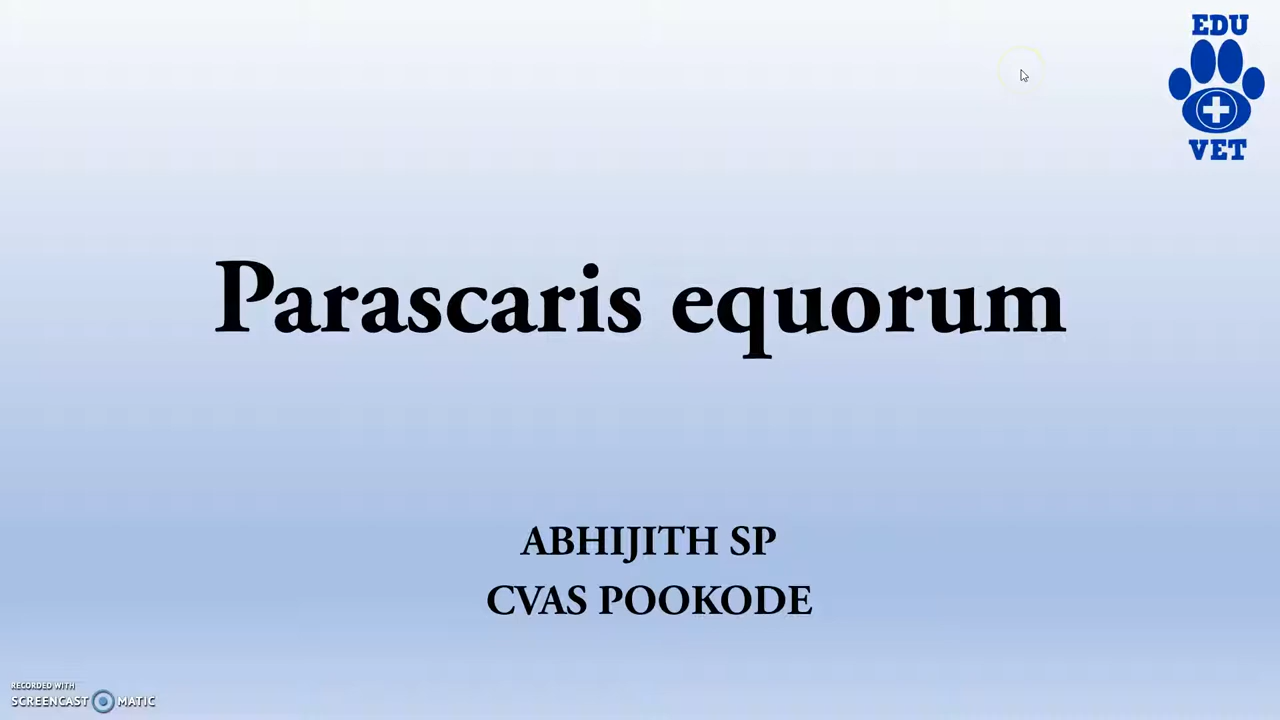 EDU
VET
Parascaris equorum
ABHIJITH SP
CVAS POOKODE
RECORDED WITH
SCREENCAST MATIC